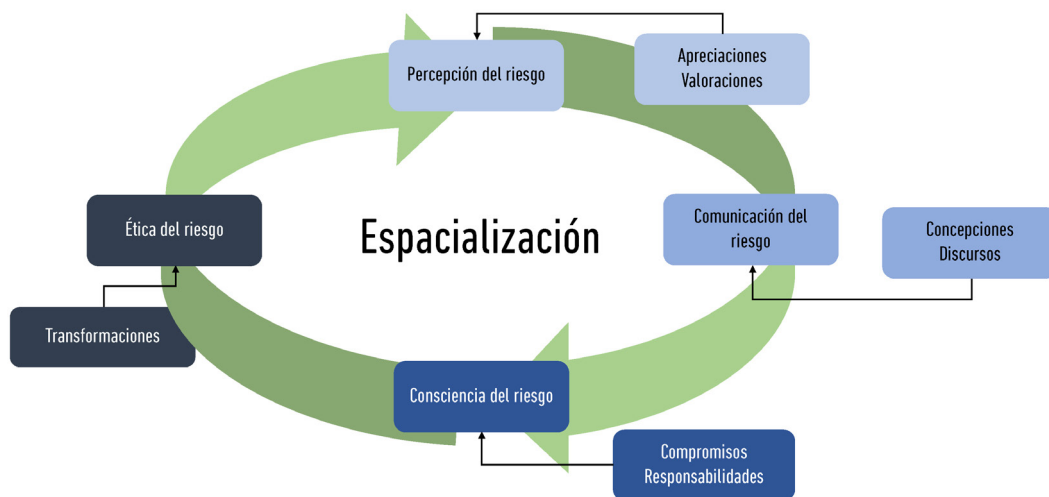 Percepción del riesgo
Apreciaciones
Valoraciones
Ética del riesgo
Espacialización
Comunicación del
riesgo
Concepciones
Discursos
Transformaciones
Consciencia del riesgo
Compromisos
Responsabilidades